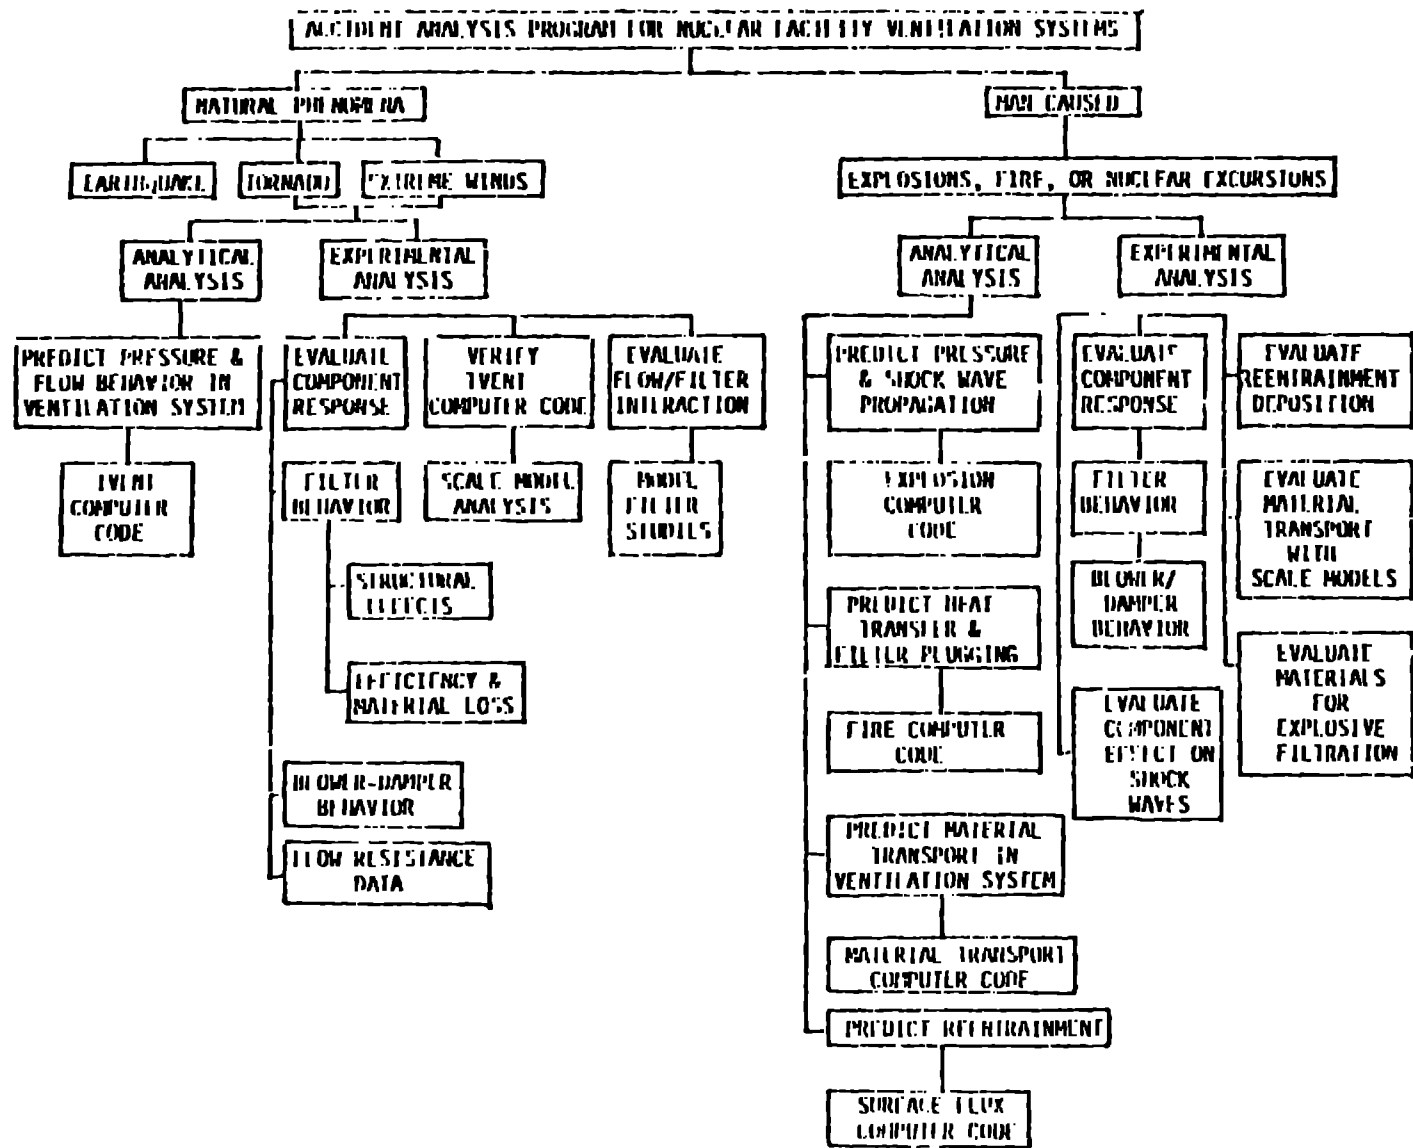 ACCIDENT ANALYSIS PROGRAM FOR NUCLEAR FACILITY VENTILATION SYSTEMS
NATURAL PHENOMENA
MAN CAUSED
EARTHQUAKE
TORNADO
EXTREME WINDS
EXPLOSIONS, FIRE, OR NUCLEAR EXCURSIONS
ANALYTICAL
ANALYSIS
EXPERIMENTAL
ANALYSIS
ANALYTICAL
ANALYSIS
EXPERIMENTAL
ANALYSIS
PREDICT PRESSURE &
FLOW BEHAVIOR IN
VENTILATION SYSTEM
TVENT
COMPUTER
CODE
EVALUATE
COMPONENT
RESPONSE
FILTER
BEHAVIOR
STRUCTURAL
EFFECTS
EFFICIENCY &
MATERIAL LOSS
BLOWER-DAMPER
BEHAVIOR
FLOW RESISTANCE
DATA
VERIFY
TVENT
COMPUTER CODE
SCALE MODEL
ANALYSIS
EVALUATE
FLOW/FILTER
INTERACTION
MODEL
FILTER
STUDIES
PREDICT PRESSURE
& SHOCK WAVE
PROPAGATION
EXPLOSION
COMPUTER
CODE
PREDICT HEAT
TRANSFER &
FILTER PLUGGING
FIRE COMPUTER
CODE
PREDICT MATERIAL
TRANSPORT IN
VENTILATION SYSTEM
MATERIAL TRANSPORT
COMPUTER CODE
PREDICT REENTRAINMENT
SURFACE FLUX
COMPUTER CODE
EVALUATE
COMPONENT
RESPONSE
FILTER
BEHAVIOR
BLOWER/
DAMPER
BEHAVIOR
EVALUATE
COMPONENT
EFFECT ON
SHOCK
WAVES
EVALUATE
REENTRAINMENT
DEPOSITION
EVALUATE
MATERIAL
TRANSPORT
WITH
SCALE MODELS
EVALUATE
MATERIALS
FOR
EXPLOSIVE
FILTRATION